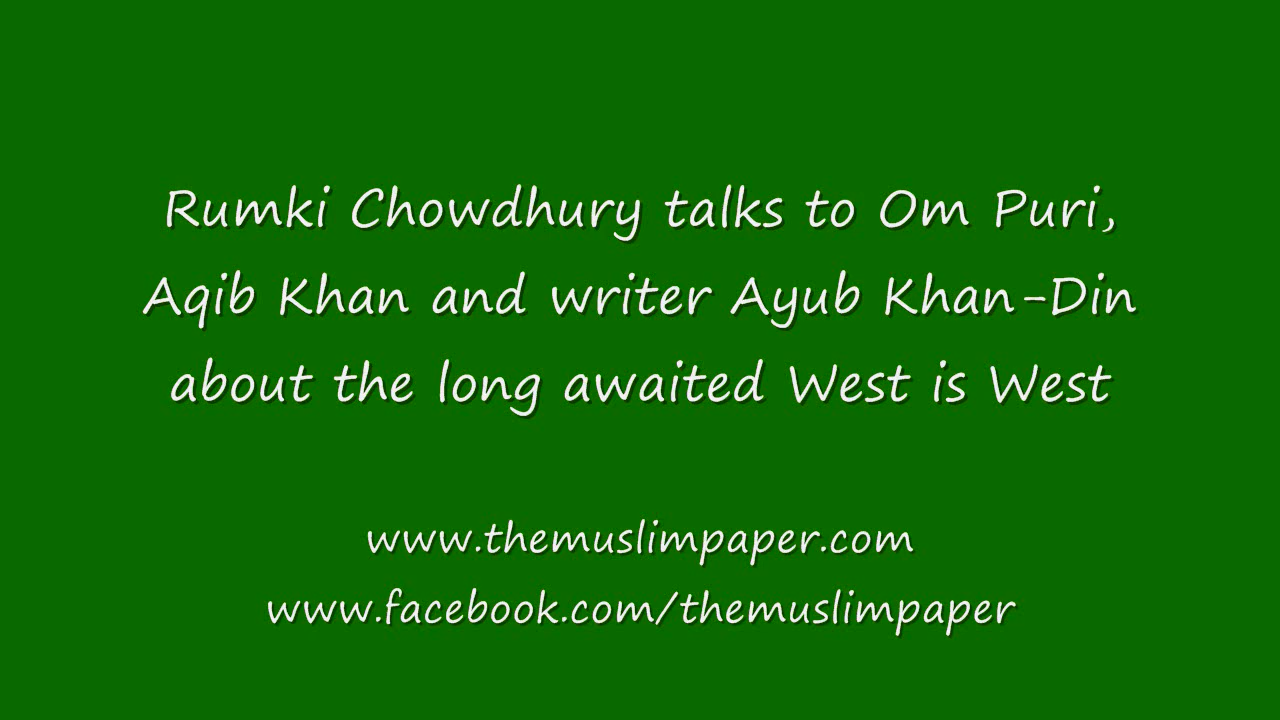 Rumki Chowdhury talks to Om Puri,
Aqib Khan and writer Ayub Khan-Din
about the long awaited West is West
www.themuslimpaper.com
www.facebook.com/themuslimpaper